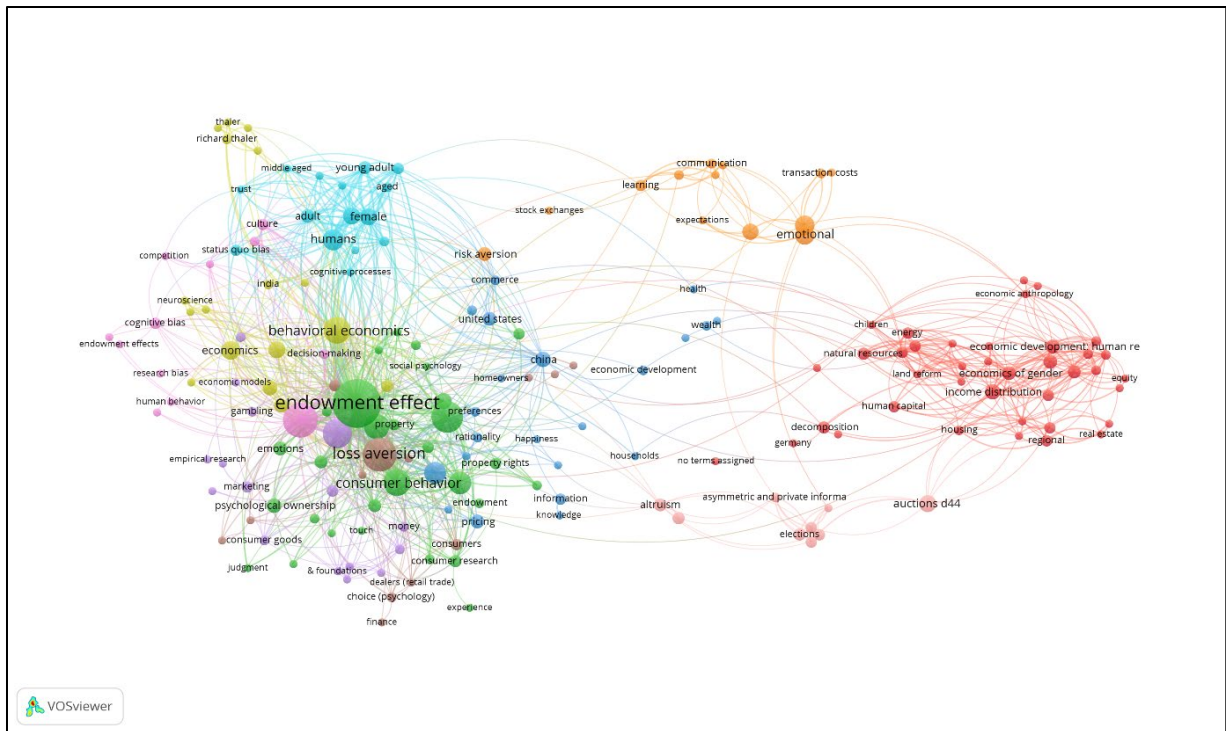 thaler
richard thaler
middle aged
young adult
communication
transaction costs
trust
aged
learning
culture
adult
female
stock exchanges
expectations
emotional
status quo bias
humans
competition
risk aversion
cognitive processes
commerce
india
health
economic anthropology
neuroscience
cognitive bias
behavioral economics
united states
wealth
children
energy
endowment effects
economics
decision-making
natural resources
economic development: human re
social psychology
china
research bias
economic models
homeowners
economic development
land reform
economics of gender
equity
income distribution
human behavior
gambling
endowment effect
preferences
human capital
property
decomposition
housing
real estate
emotions
rationality
happiness
germany
regional
empirical research
loss aversion
property rights
households
no terms assigned
marketing
consumer behavior
psychological ownership
endowment
information
knowledge
altruism
asymmetric and private informa
auctions d44
pricing
touch
money
elections
consumer goods
consumers
judgment
consumer research
& foundations
dealers (retail trade)
choice (psychology)
experience
finance
VOSviewer